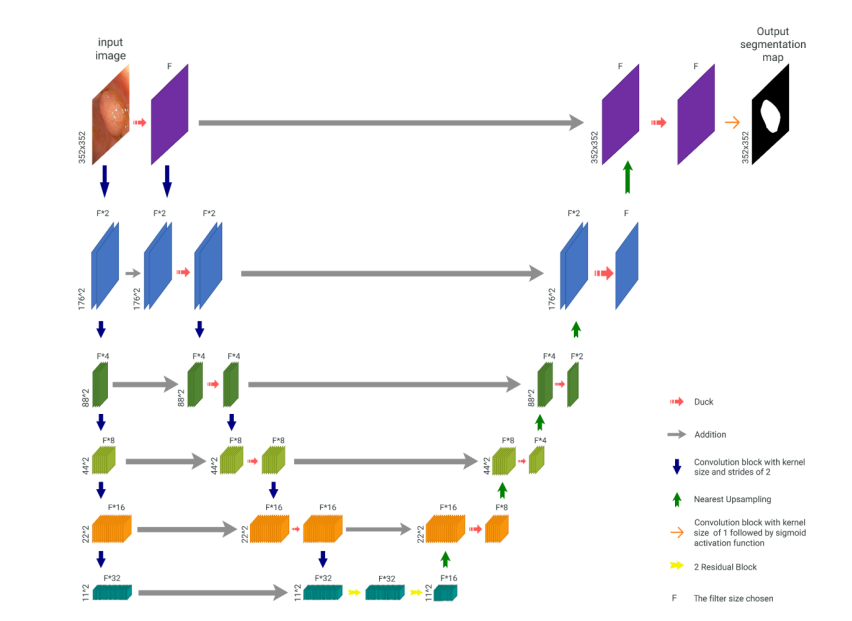 input
image
Output
segmentation
map
F
F
F
352x352
352x352
352x352
F*2
F*2
F*2
F*2
F
176^2
176^2
176^2
F*4
F*4
F*4
F*4
F*2
88^2
88^2
88^2
F*8
F*8
F*8
F*8
F*4
44^2
44^2
44^2
F*16
F*16
F*16
F*16
F*8
22^2
22^2
22^2
F*32
F*32
F*32
F*16
11^2
11^2
11^2
Duck
Addition
Convolution block with kernel
size and strides of 2
Nearest Upsampling
Convolution block with kernel
size of 1 followed by sigmoid
activation function
2 Residual Block
F The filter size chosen